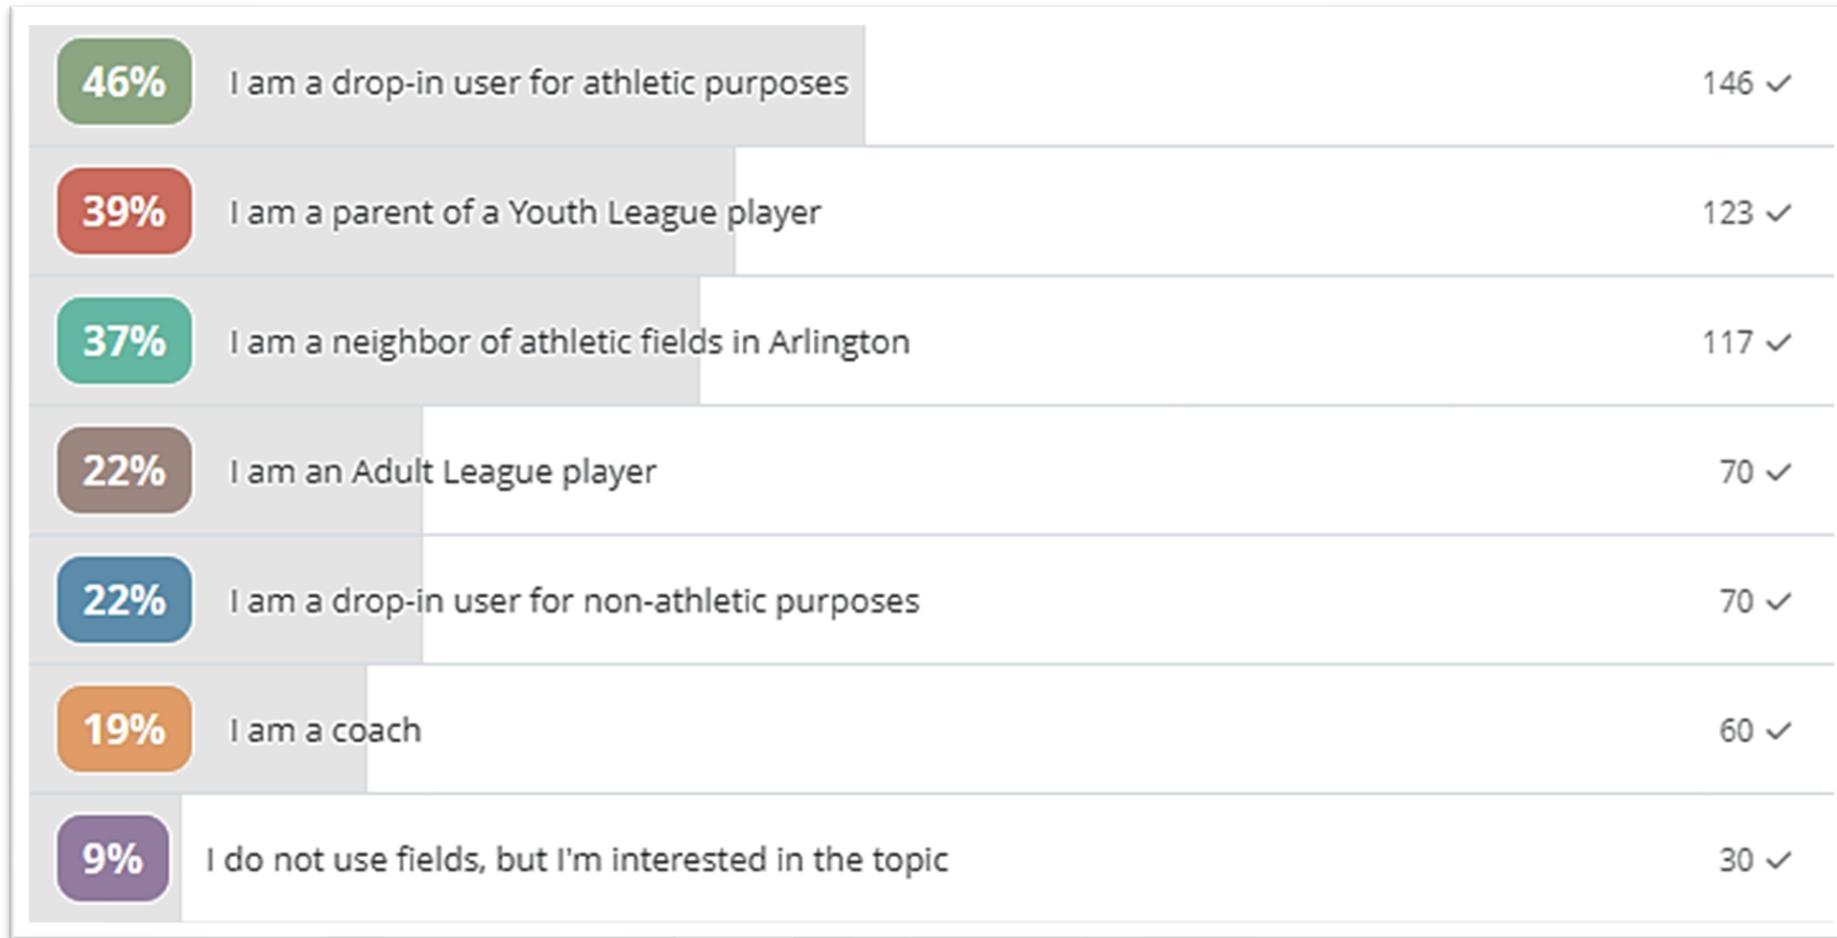 46% I am a drop-in user for athletic purposes 146 ✓
39% I am a parent of a Youth League player 123 ✓
37% I am a neighbor of athletic fields in Arlington 117 ✓
22% I am an Adult League player 70 ✓
22% I am a drop-in user for non-athletic purposes 70 ✓
19% I am a coach 60 ✓
9% I do not use fields, but I'm interested in the topic 30 ✓